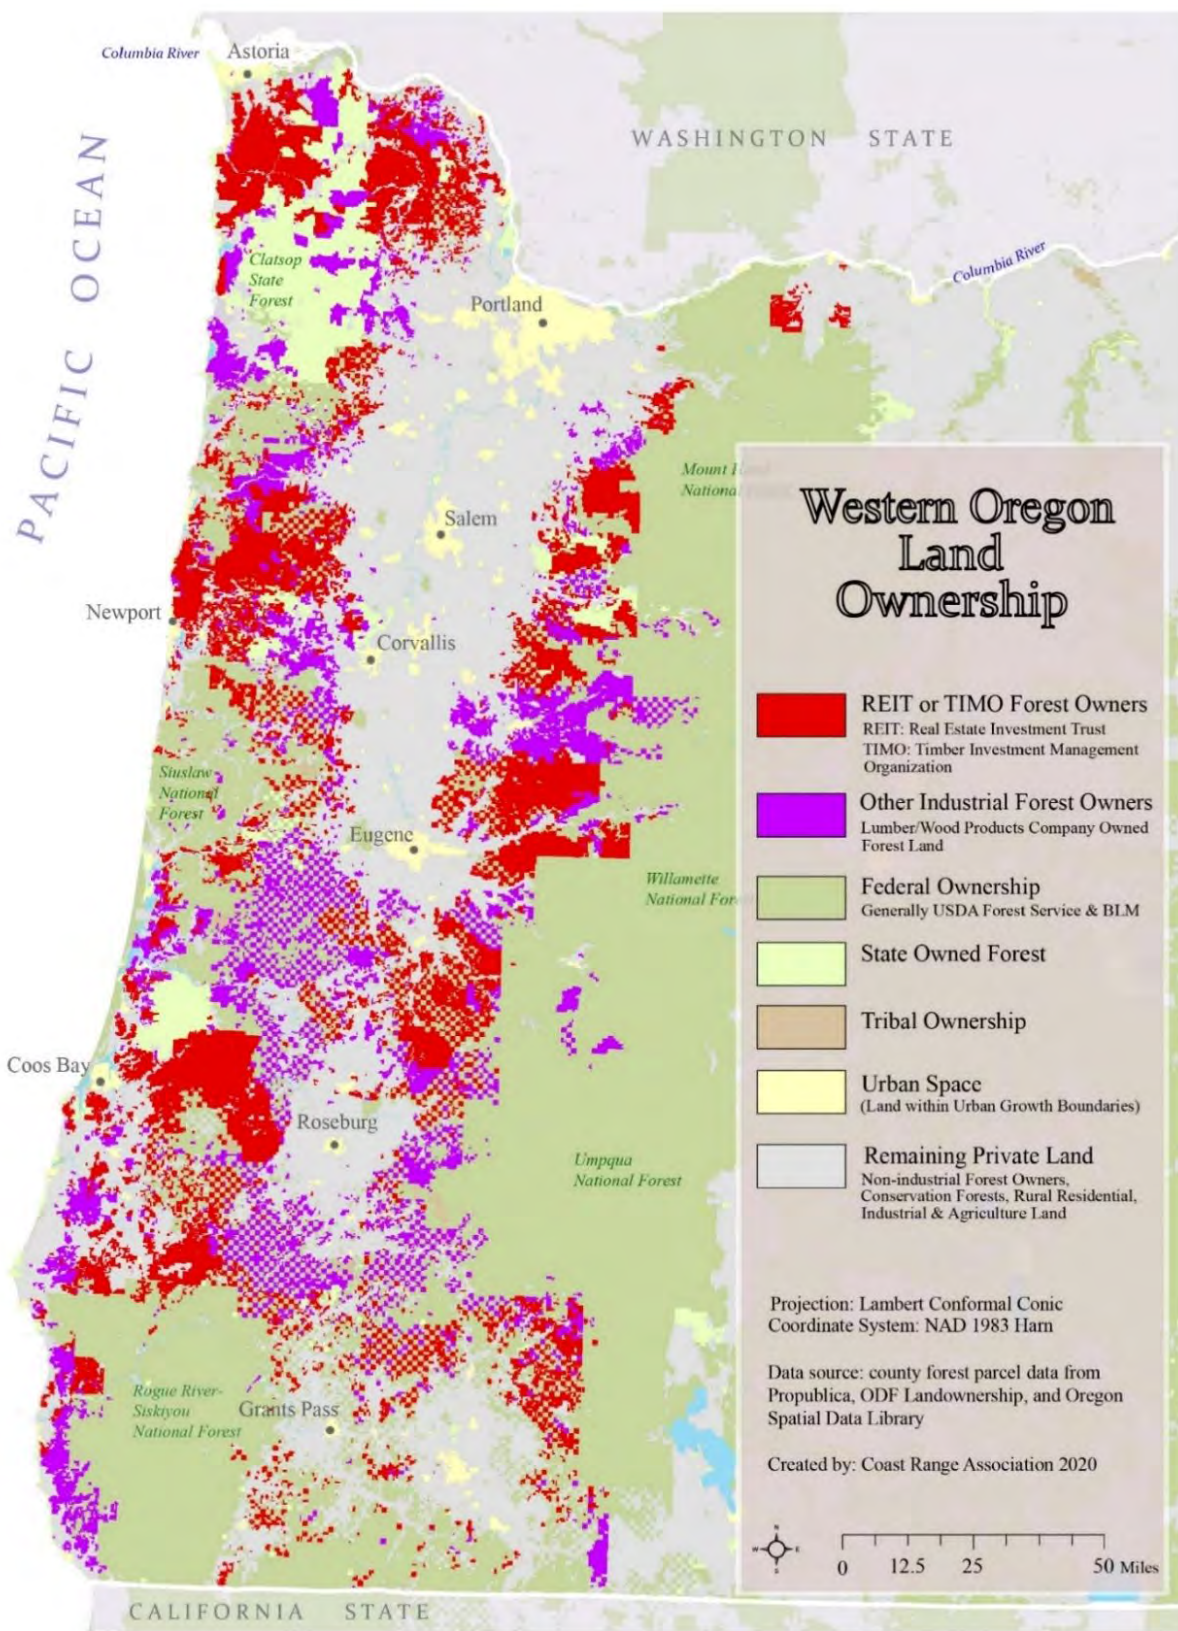 Columbia River
Astoria
WASHINGTON STATE
PACIFIC OCEAN
Columbia River
Clatsop
State
Forest
Portland
Mount Hood
National
Salem
Newport
Corvallis
Siuslaw
National
Forest
Eugene
Willamette
National Forest
Coos Bay
Roseburg
Umpqua
National Forest
Rogue River-
Siskiyou
National Forest
Grants Pass
CALIFORNIA STATE
Western Oregon
Land
Ownership
REIT or TIMO Forest Owners
REIT: Real Estate Investment Trust
TIMO: Timber Investment Management
Organization
Other Industrial Forest Owners
Lumber/Wood Products Company Owned
Forest Land
Federal Ownership
Generally USDA Forest Service & BLM
State Owned Forest
Tribal Ownership
Urban Space
(Land within Urban Growth Boundaries)
Remaining Private Land
Non-industrial Forest Owners,
Conservation Forests, Rural Residential,
Industrial & Agriculture Land
Projection: Lambert Conformal Conic
Coordinate System: NAD 1983 Harn
Data source: county forest parcel data from
Propublica, ODF Landownership, and Oregon
Spatial Data Library
Created by: Coast Range Association 2020
N
W E
S
0 12.5 25 50 Miles